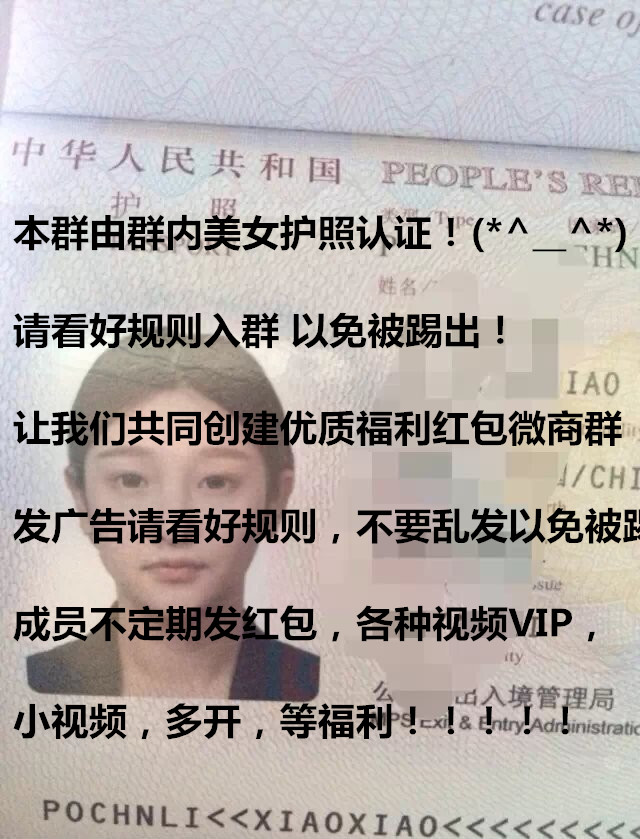 case of
中华人民共和国
PEOPLE'S RE
护 照
Type
本群由群内美女护照认证！(*^__^*)
HN
姓名
请看好规则入群 以免被踢出！
IAO
让我们共同创建优质福利红包微商群
/CHI
发广告请看好规则，不要乱发以免被踢
成员不定期发红包，各种视频VIP，
出入境管理局
小视频，多开，等福利！！！！！
Exit & Entry Administratio
POCHNLI<<XIAOXIAO<<<<<<<<<